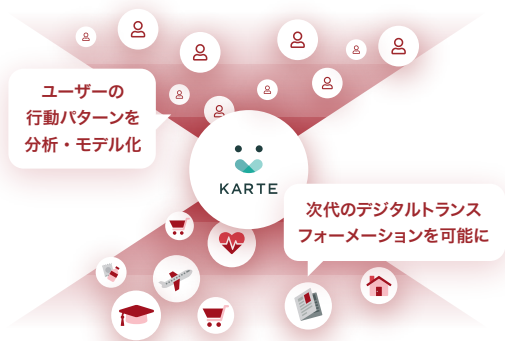 ユーザーの
行動パターンを
分析・モデル化
KARTE
次代のデジタルトランス
フォーメーションを可能に